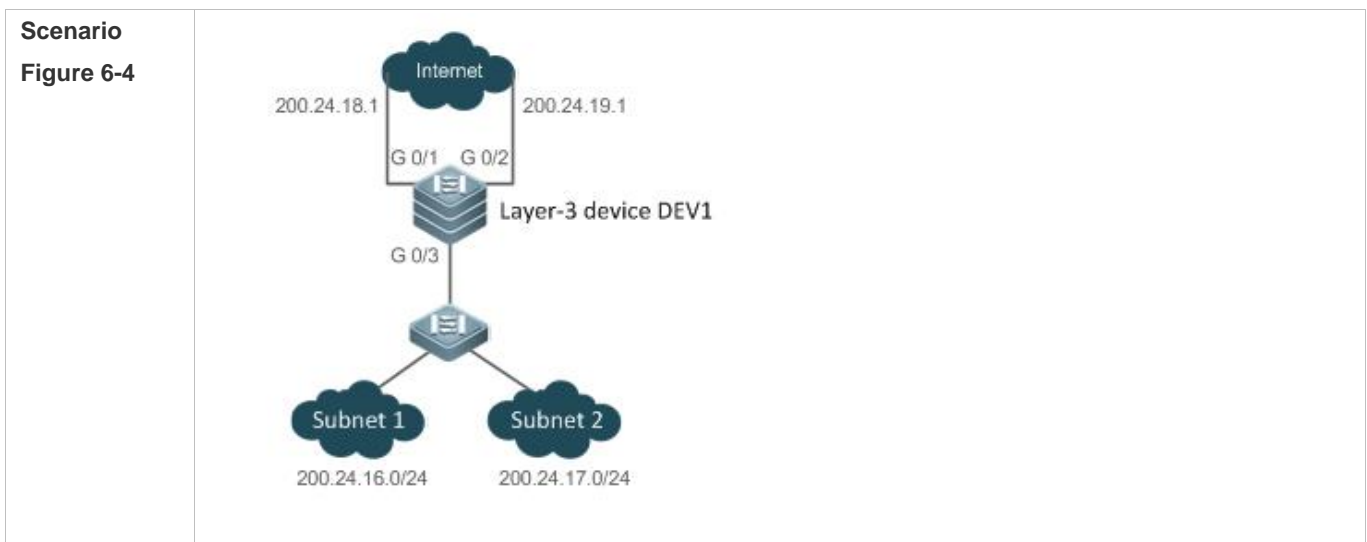 Scenario
Figure 6-4
Internet
200.24.18.1
200.24.19.1
G 0/1
G 0/2
Layer-3 device DEV1
G 0/3
Subnet 1
Subnet 2
200.24.16.0/24
200.24.17.0/24